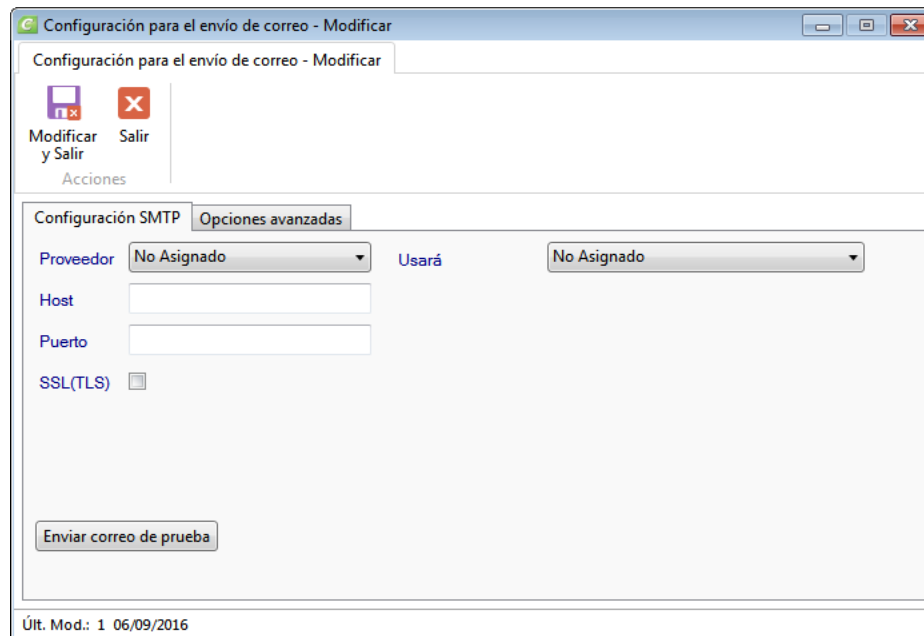 Configuración para el envío de correo - Modificar
Configuración para el envío de correo - Modificar
Modificar
y Salir
Salir
Acciones
Configuración SMTP
Opciones avanzadas
Proveedor
No Asignado
Usará
No Asignado
Host
Puerto
SSL(TLS)
Enviar correo de prueba
Últ. Mod.: 1 06/09/2016